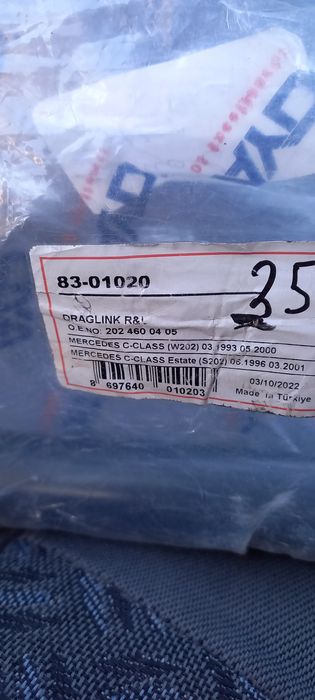 83-01020
35
DRAGLINK R&L
O.E NO: 202 460 04 05
MERCEDES C-CLASS (W202) 03.1993 05.2000
MERCEDES C-CLASS Estate (S202) 06.1996 03.2001
8 697640 010203
03/10/2022
Made in Türkiye